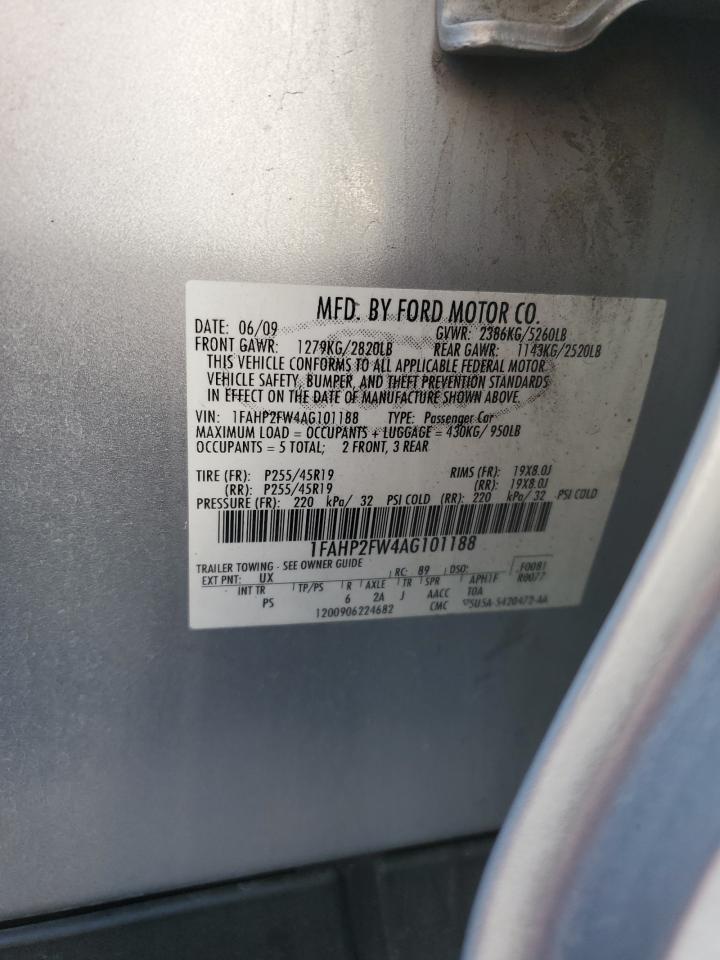 MFD. BY FORD MOTOR CO.
DATE: 06/09 GVWR: 2386KG/5260LB
FRONT GAWR: 1279KG/2820LB REAR GAWR: 1143KG/2520LB
THIS VEHICLE CONFORMS TO ALL APPLICABLE FEDERAL MOTOR
VEHICLE SAFETY, BUMPER, AND THEFT PREVENTION STANDARDS
IN EFFECT ON THE DATE OF MANUFACTURE SHOWN ABOVE.
VIN: 1FAHP2FW4AG101188 TYPE: Passenger Car
MAXIMUM LOAD = OCCUPANTS + LUGGAGE = 430KG/950LB
OCCUPANTS = 5 TOTAL; 2 FRONT, 3 REAR
TIRE (FR): P255/45R19 RIMS (FR): 19X8.0J
(RR): P255/45R19 (RR): 19X8.0J
PRESSURE (FR): 220 kPa/ 32 PSI COLD (RR): 220 kPa/ 32 PSI COLD
1FAHP2FW4AG101188
TRAILER TOWING - SEE OWNER GUIDE
EXT PNT: UX RC: 89 DSO: F0081
INT TR TP/PS R AXLE TR SPR APHTF R0077
PS 6 2A J AACC TOA
1200906224682 CMC 5U5A-5420472-AA